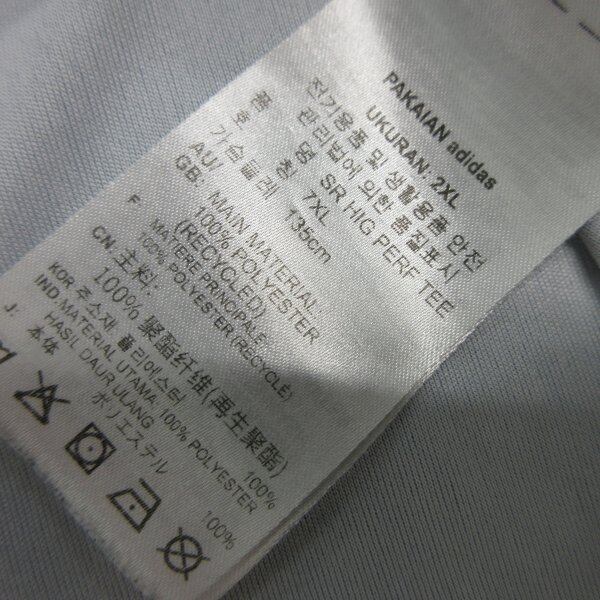 PAKAIAN adidas
UKURAN: 2XL
전기용품 및 생활용품 안전
관리법에 의한 품질표시
품 명 SR HIG PERF TEE
호 칭 7XL
가슴둘레 135cm
AU/
GB: MAIN MATERIAL:
100% POLYESTER
(RECYCLED)
F MATIERE PRINCIPALE
100% POLYESTER (RECYCLÉ)
CN: 主料:
100% 聚酯纤维(再生聚酯)
KOR 주소재 폴리에스터 100%
IND: MATERIAL UTAMA: 100% POLYESTER
HASIL DAUR ULANG
J: 本体
ポリエステル 100%